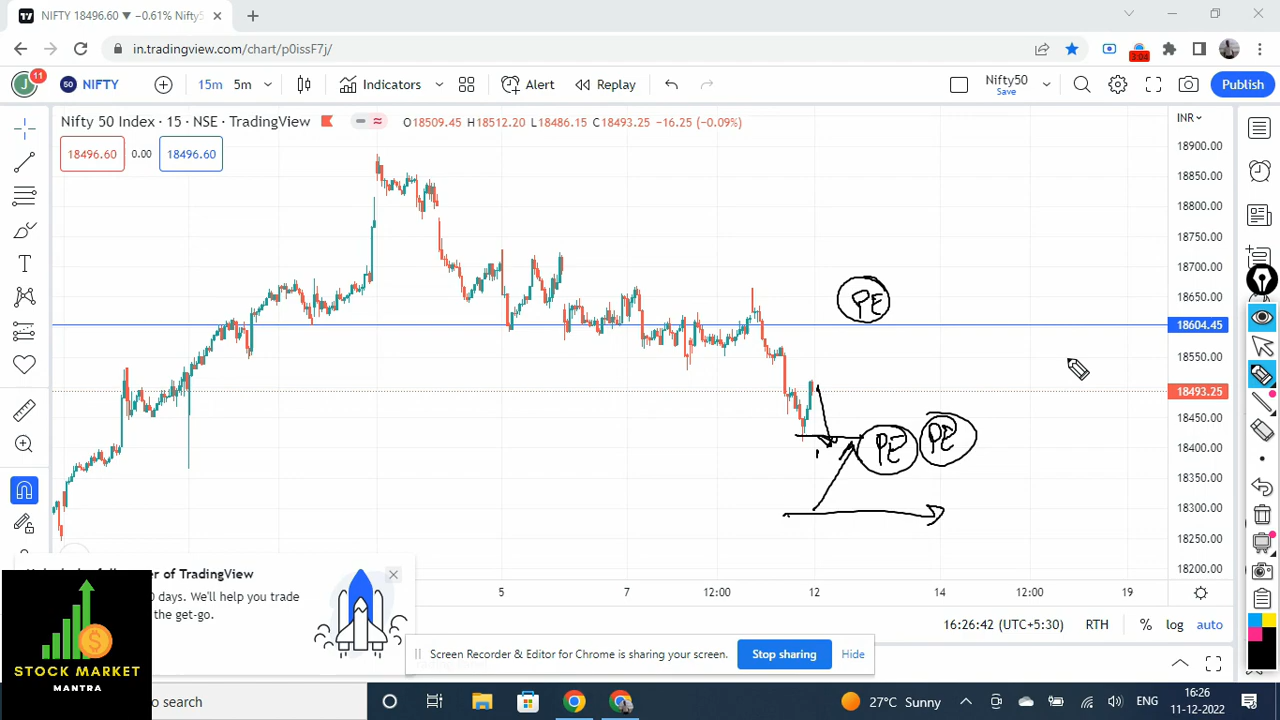 NIFTY 18496.60 ▼ −0.61% Nifty5
in.tradingview.com/chart/p0issF7j/
3:04
J 11 50 NIFTY 15m 5m Indicators Alert Replay Nifty50 Save Publish
Nifty 50 Index · 15 · NSE · TradingView O18509.45 H18512.20 L18486.15 C18493.25 −16.25 (−0.09%) INR
18496.60 0.00 18496.60
18900.00
18850.00
18800.00
18750.00
18700.00
18650.00
PE
18604.45
18550.00
18493.25
18450.00
PE PE
18400.00
18350.00
18300.00
18250.00
18200.00
er of TradingView
days. We'll help you trade
the get-go.
5 7 12:00 12 14 12:00 19
16:26:42 (UTC+5:30) RTH % log auto
Screen Recorder & Editor for Chrome is sharing your screen. Stop sharing Hide
STOCK MARKET
MANTRA
o search
27°C Sunny
ENG
16:26
11-12-2022